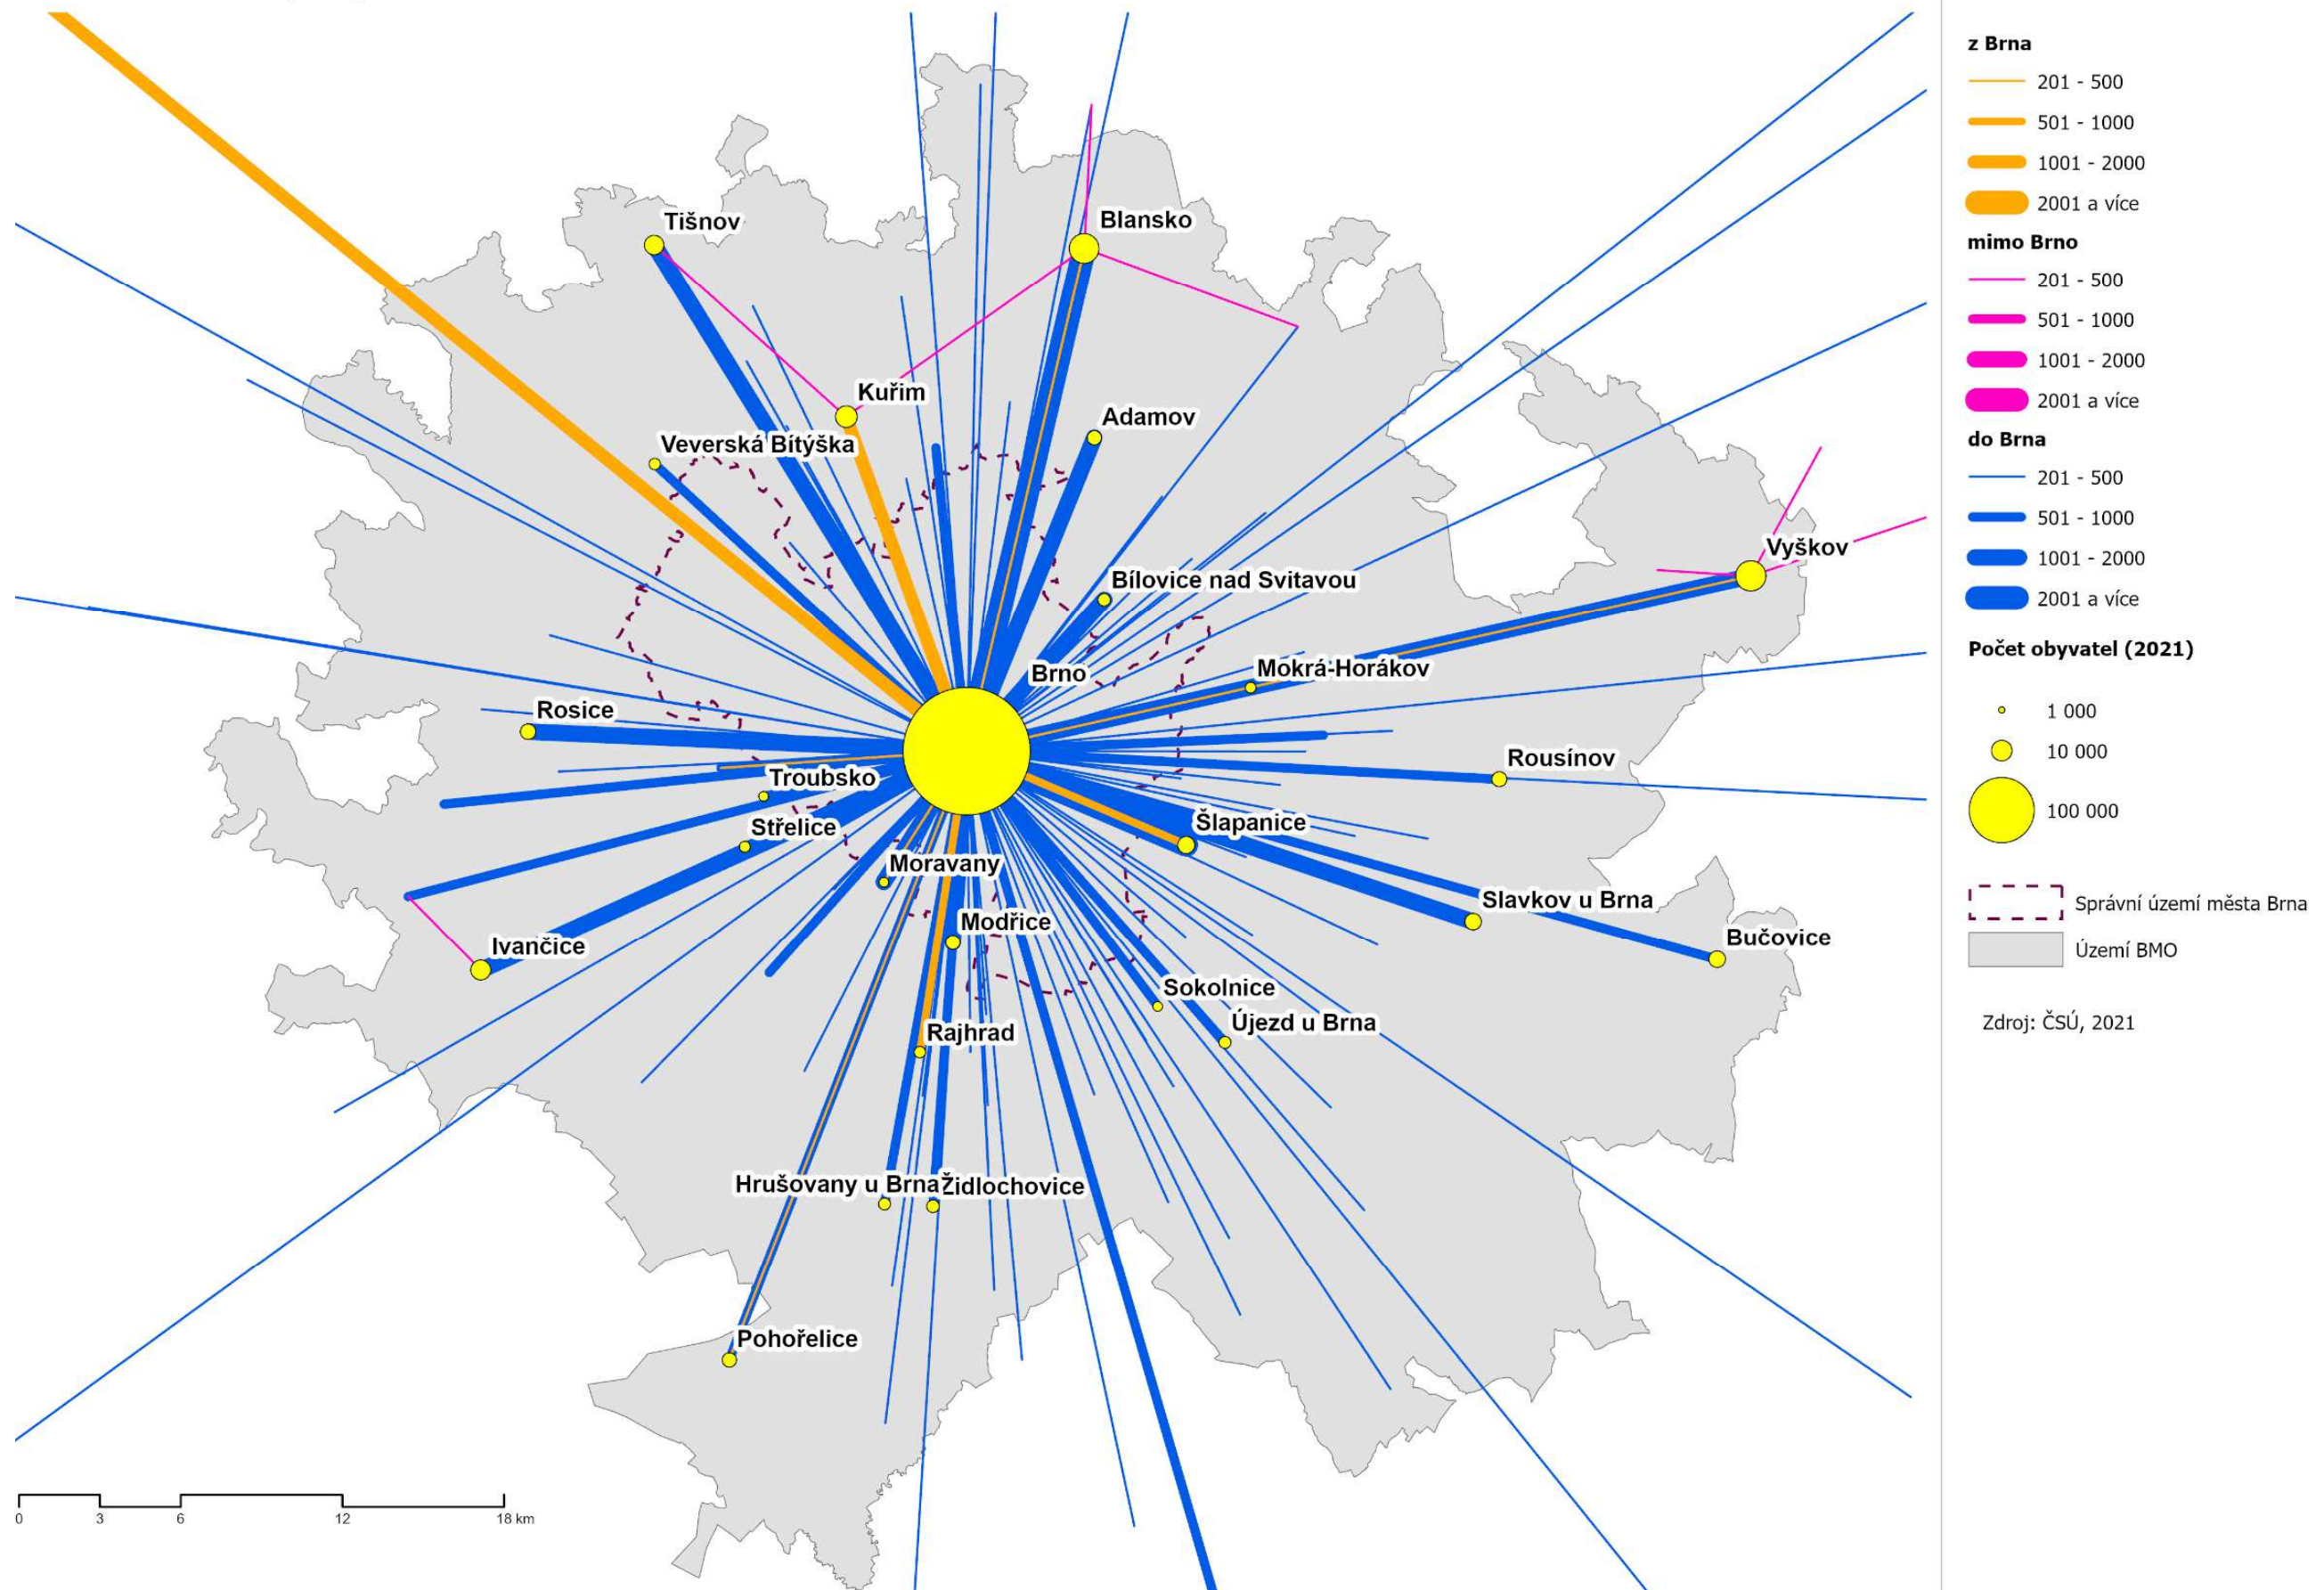 Tišnov
Blansko
Kuřim
Adamov
Veverská Bítýška
Vyškov
Bílovice nad Svitavou
Brno
Mokrá-Horákov
Rosice
Rousínov
Troubsko
Střelice
Šlapanice
Moravany
Slavkov u Brna
Modřice
Bučovice
Ivančice
Sokolnice
Újezd u Brna
Rajhrad
Hrušovany u Brna
Židlochovice
Pohořelice
0 3 6 12 18 km
z Brna
201 - 500
501 - 1000
1001 - 2000
2001 a více
mimo Brno
201 - 500
501 - 1000
1001 - 2000
2001 a více
do Brna
201 - 500
501 - 1000
1001 - 2000
2001 a více
Počet obyvatel (2021)
1 000
10 000
100 000
Správní území města Brna
Území BMO
Zdroj: ČSÚ, 2021